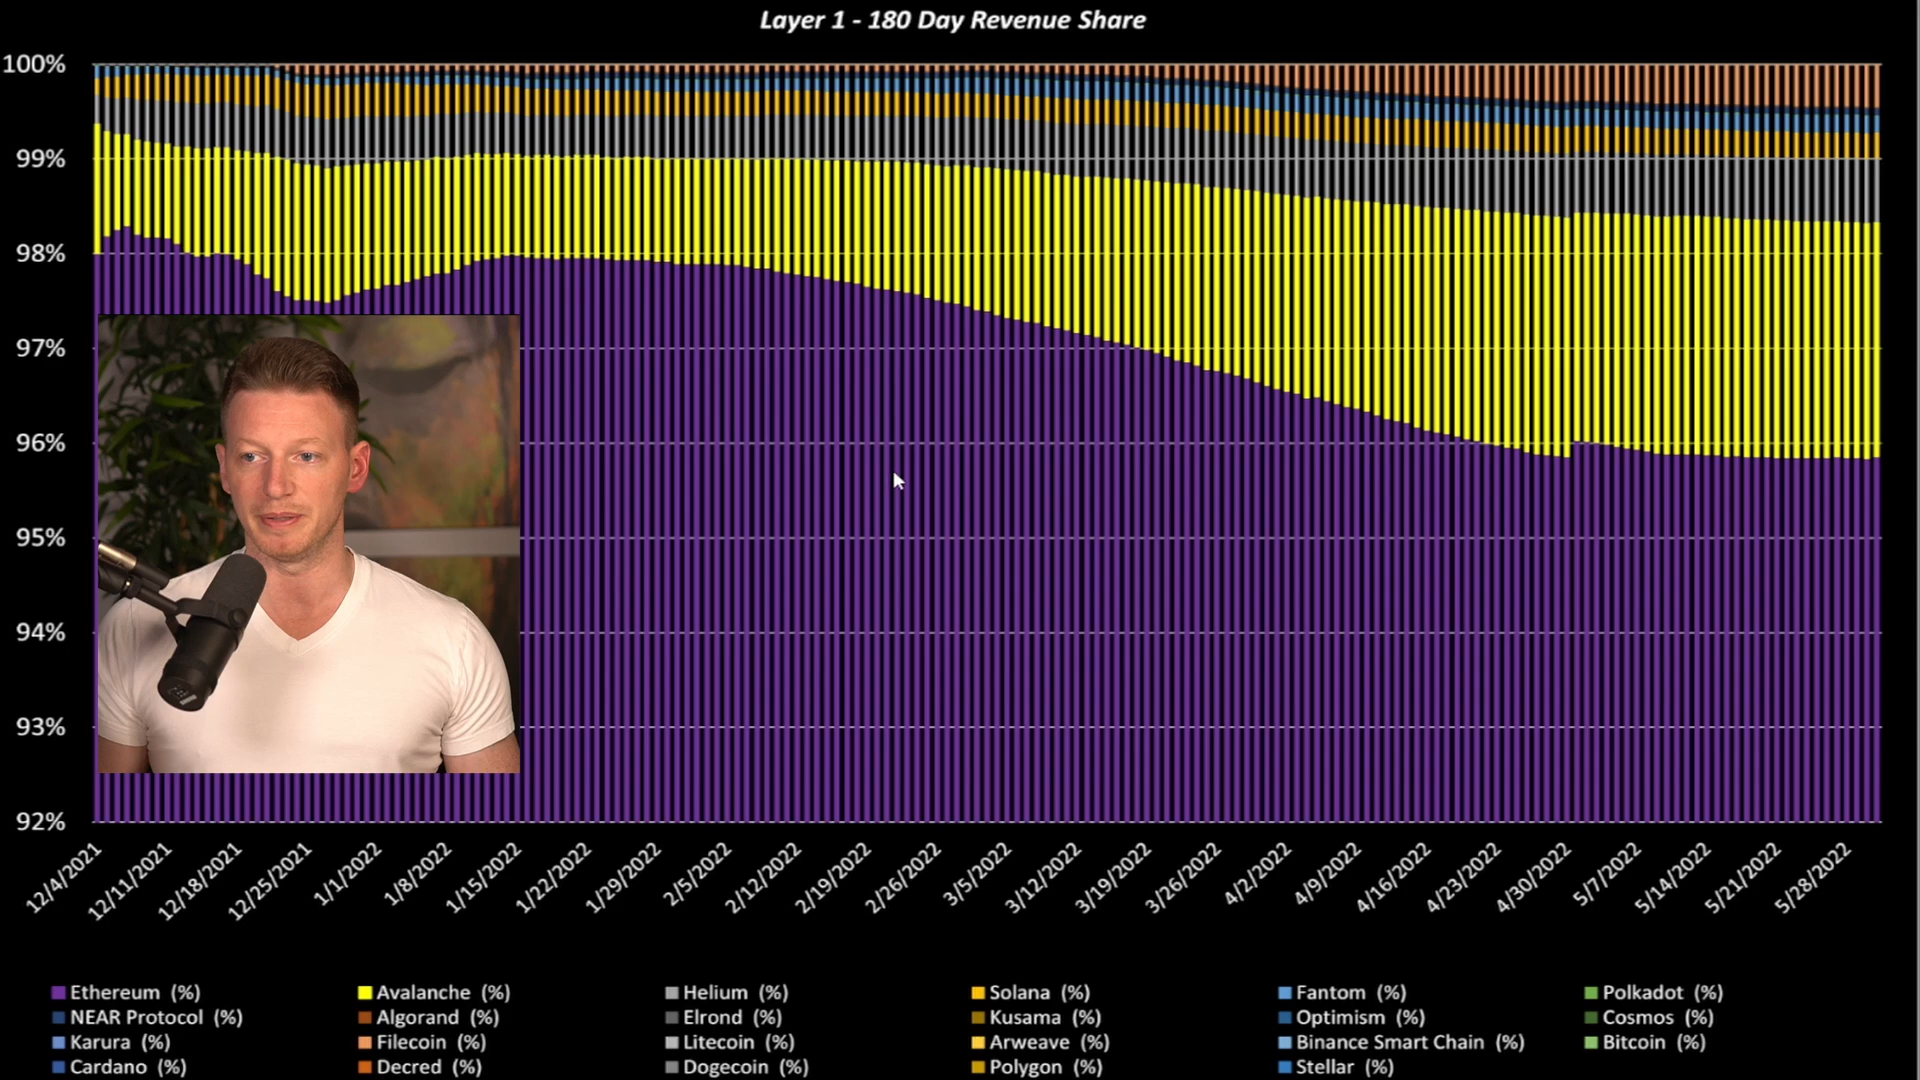 Layer 1 - 180 Day Revenue Share
100%
99%
98%
97%
96%
95%
94%
93%
92%
12/4/2021 12/11/2021 12/18/2021 12/25/2021 1/1/2022 1/8/2022 1/15/2022 1/22/2022 1/29/2022 2/5/2022 2/12/2022 2/19/2022 2/26/2022 3/5/2022 3/12/2022 3/19/2022 3/26/2022 4/2/2022 4/9/2022 4/16/2022 4/23/2022 4/30/2022 5/7/2022 5/14/2022 5/21/2022 5/28/2022
Ethereum (%) Avalanche (%) Helium (%) Solana (%) Fantom (%) Polkadot (%)
NEAR Protocol (%) Algorand (%) Elrond (%) Kusama (%) Optimism (%) Cosmos (%)
Karura (%) Filecoin (%) Litecoin (%) Arweave (%) Binance Smart Chain (%) Bitcoin (%)
Cardano (%) Decred (%) Dogecoin (%) Polygon (%) Stellar (%)